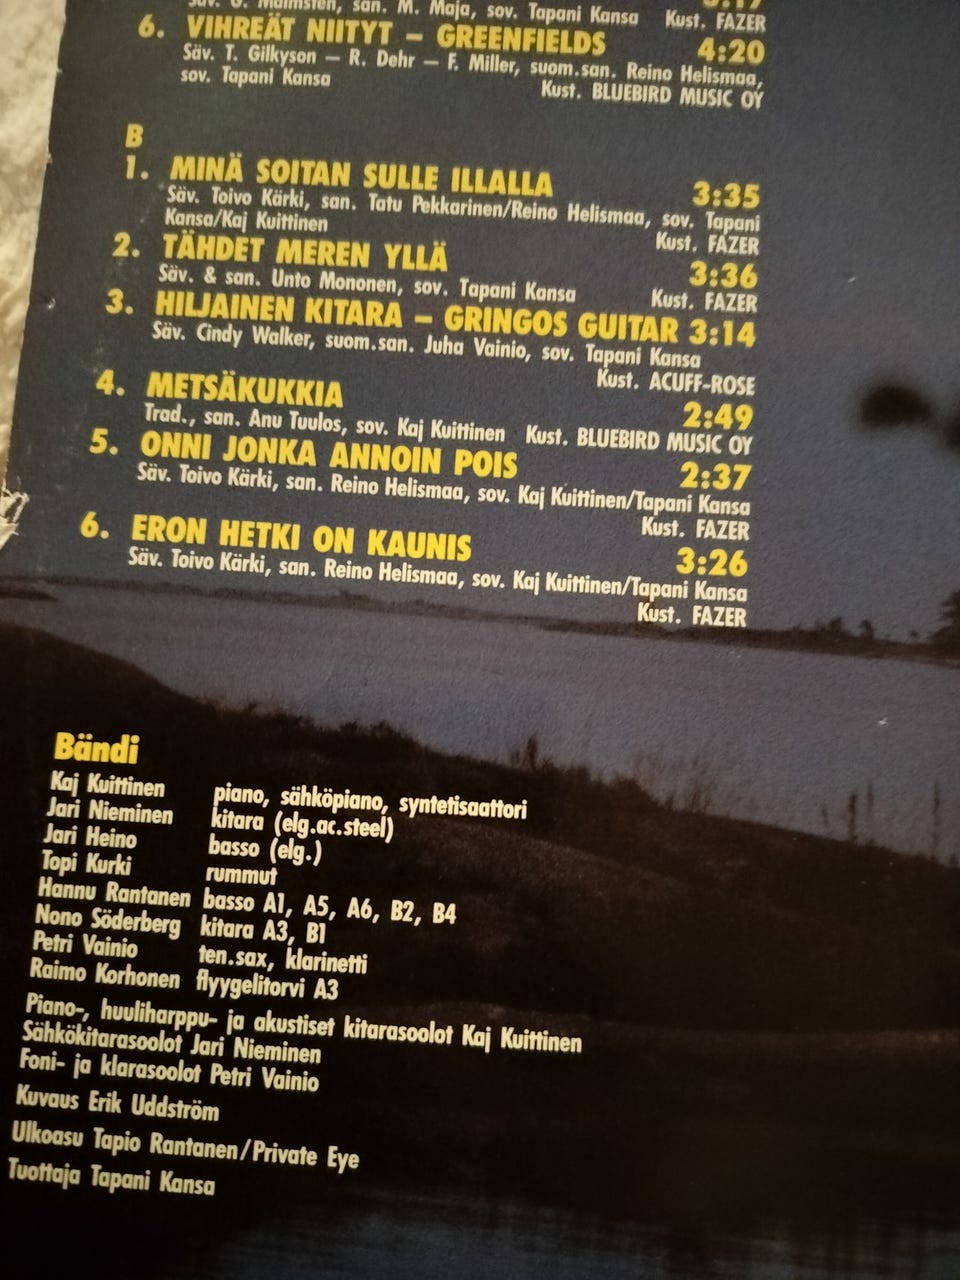 Säv. G. Malmsten, san. M. Maja, sov. Tapani Kansa Kust. FAZER
6. VIHREÄT NIITYT – GREENFIELDS 4:20
Säv. T. Gilkyson – R. Dehr – F. Miller, suom.san. Reino Helismaa,
sov. Tapani Kansa Kust. BLUEBIRD MUSIC OY
B
1. MINÄ SOITAN SULLE ILLALLA 3:35
Säv. Toivo Kärki, san. Tatu Pekkarinen/Reino Helismaa, sov. Tapani
Kansa/Kaj Kuittinen Kust. FAZER
2. TÄHDET MEREN YLLÄ 3:36
Säv. & san. Unto Mononen, sov. Tapani Kansa Kust. FAZER
3. HILJAINEN KITARA – GRINGOS GUITAR 3:14
Säv. Cindy Walker, suom.san. Juha Vainio, sov. Tapani Kansa
Kust. ACUFF-ROSE
4. METSÄKUKKIA 2:49
Trad., san. Anu Tuulos, sov. Kaj Kuittinen Kust. BLUEBIRD MUSIC OY
5. ONNI JONKA ANNOIN POIS 2:37
Säv. Toivo Kärki, san. Reino Helismaa, sov. Kaj Kuittinen/Tapani Kansa
Kust. FAZER
6. ERON HETKI ON KAUNIS 3:26
Säv. Toivo Kärki, san. Reino Helismaa, sov. Kaj Kuittinen/Tapani Kansa
Kust. FAZER
Bändi
Kaj Kuittinen piano, sähköpiano, syntetisaattori
Jari Nieminen kitara (elg.ac.steel)
Jari Heino basso (elg.)
Topi Kurki rummut
Hannu Rantanen basso A1, A5, A6, B2, B4
Nono Söderberg kitara A3, B1
Petri Vainio ten.sax, klarinetti
Raimo Korhonen flyygelitorvi A3
Piano-, huuliharppu- ja akustiset kitarasoolot Kaj Kuittinen
Sähkökitarasoolot Jari Nieminen
Foni- ja klarasoolot Petri Vainio
Kuvaus Erik Uddström
Ulkoasu Tapio Rantanen/Private Eye
Tuottaja Tapani Kansa